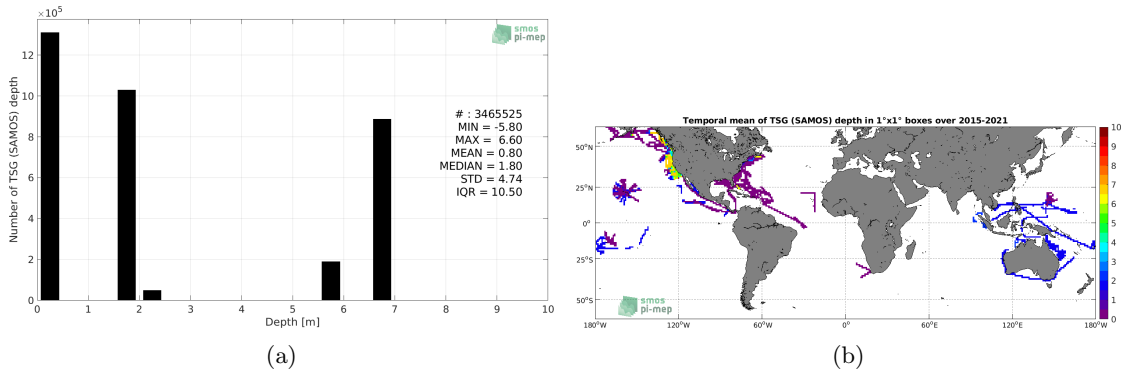 ×10⁵
12
10
8
6
4
2
0
Number of TSG (SAMOS) depth
0 1 2 3 4 5 6 7 8 9 10
Depth [m]
smos
pi-mep
# : 3465525
MIN = -5.80
MAX = 6.60
MEAN = 0.80
MEDIAN = 1.80
STD = 4.74
IQR = 10.50
(a)
Temporal mean of TSG (SAMOS) depth in 1°x1° boxes over 2015-2021
50°N
25°N
0°
25°S
50°S
180°W 120°W 60°W 0° 60°E 120°E 180°W
smos
pi-mep
10
9
8
7
6
5
4
3
2
1
0
(b)